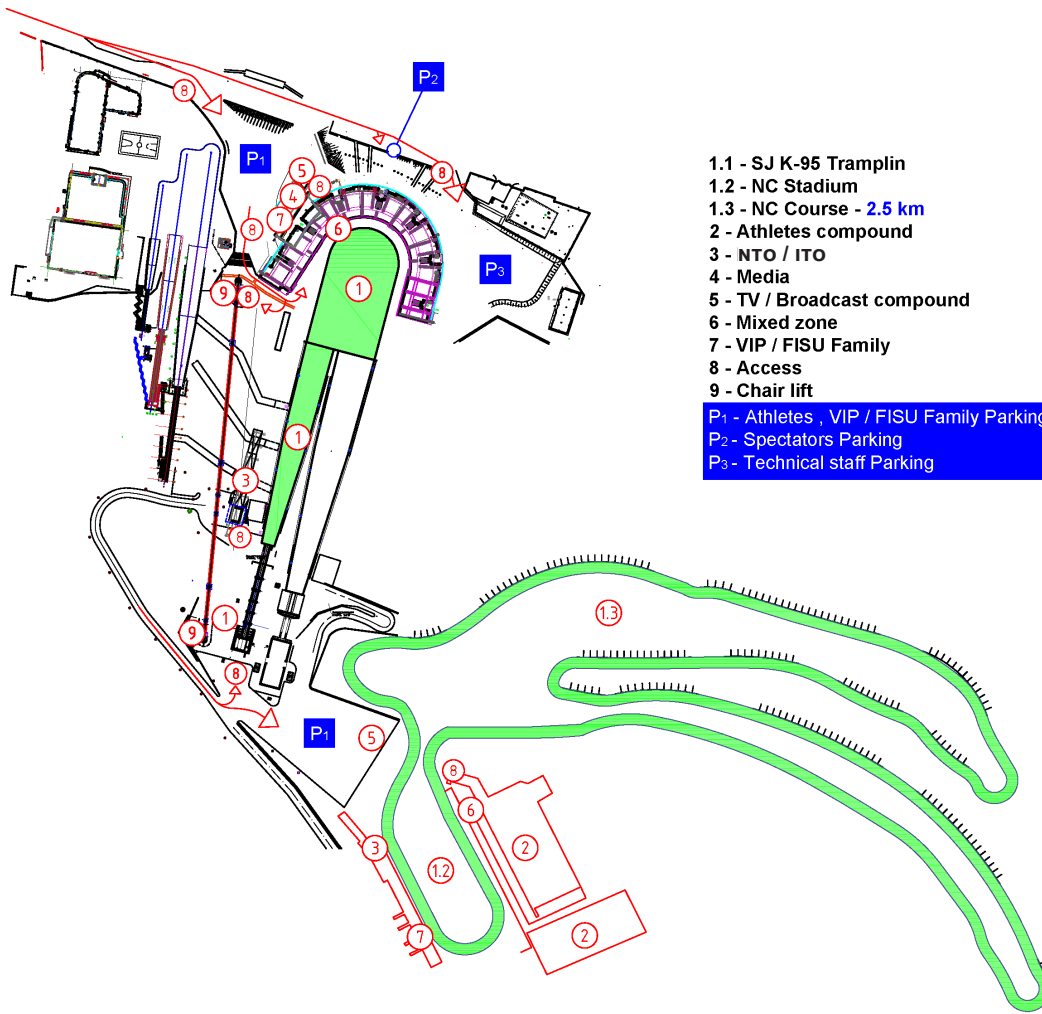 P2
8
P1
8
5
8
4
7
8
6
P3
9
8
1
1
3
8
1
9
8
P1
5
1.3
8
6
3
2
1.2
7
2
1.1 - SJ K-95 Tramplin
1.2 - NC Stadium
1.3 - NC Course - 2.5 km
2 - Athletes compound
3 - NTO / ITO
4 - Media
5 - TV / Broadcast compound
6 - Mixed zone
7 - VIP / FISU Family
8 - Access
9 - Chair lift
P1 - Athletes , VIP / FISU Family Parking
P2 - Spectators Parking
P3 - Technical staff Parking